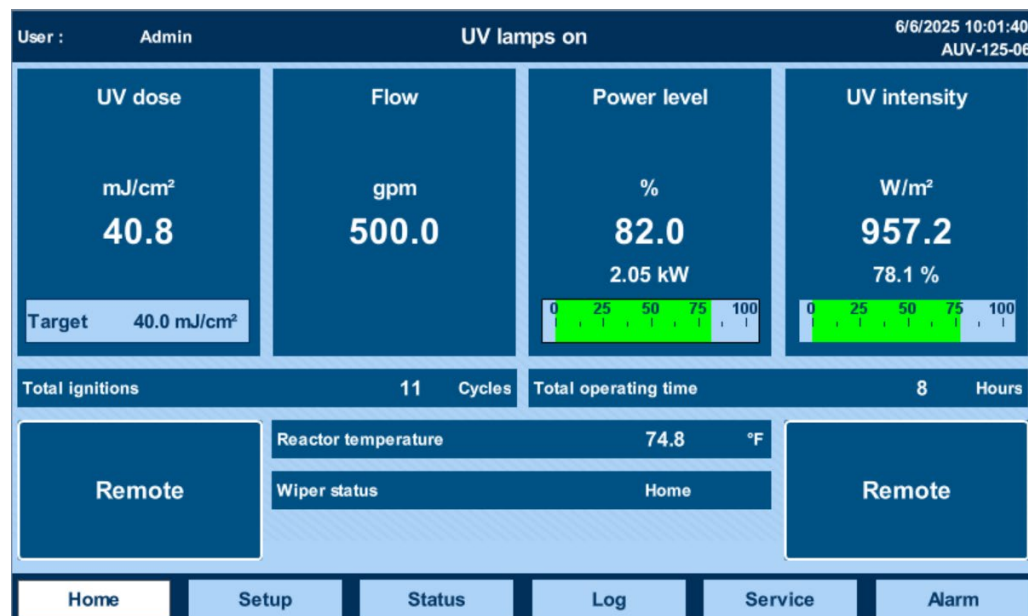 User : Admin UV lamps on 6/6/2025 10:01:40
AUV-125-06
UV dose Flow Power level UV intensity
mJ/cm² gpm % W/m²
40.8 500.0 82.0 957.2
2.05 kW 78.1 %
Target 40.0 mJ/cm²
0 25 50 75 100 0 25 50 75 100
Total ignitions 11 Cycles Total operating time 8 Hours
Reactor temperature 74.8 °F
Remote Wiper status Home Remote
Home Setup Status Log Service Alarm